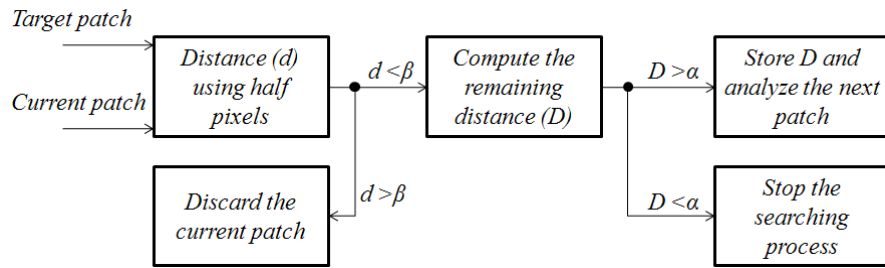 Target patch
Current patch
Distance (d)
using half
pixels
d <β
Compute the
remaining
distance (D)
D >α
Store D and
analyze the next
patch
Discard the
current patch
d >β
D <α
Stop the
searching
process